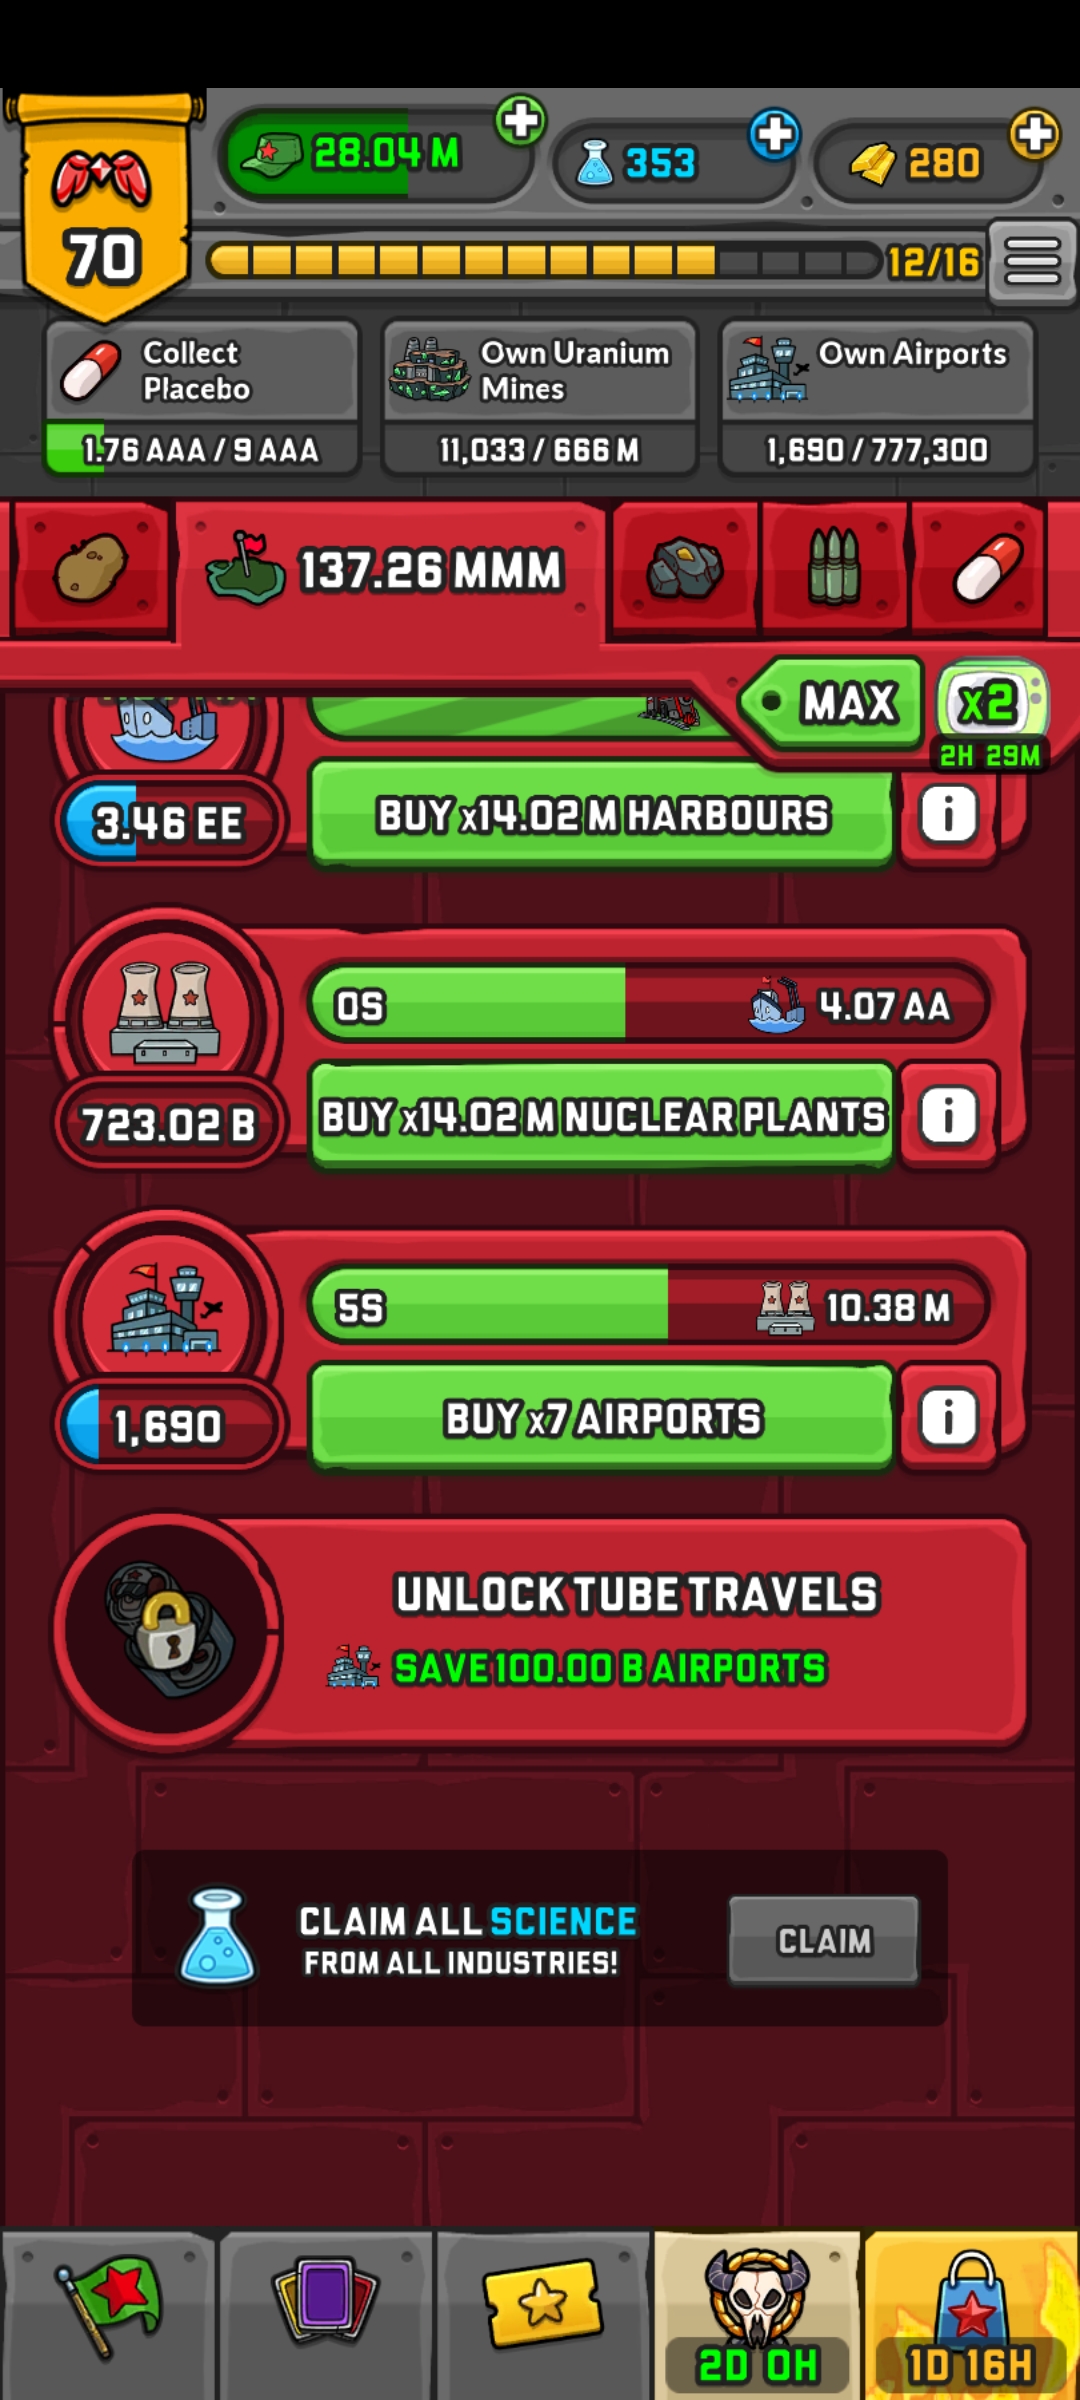 28.04 M
353
280
70
12/16
Collect
Placebo
1.76 AAA / 9 AAA
Own Uranium
Mines
11,033 / 666 M
Own Airports
1,690 / 777,300
137.26 MMM
MAX
x2
2H 29M
3.46 EE
BUY x14.02 M HARBOURS
i
0S
4.07 AA
723.02 B
BUY x14.02 M NUCLEAR PLANTS
i
5S
10.38 M
1,690
BUY x7 AIRPORTS
i
UNLOCK TUBE TRAVELS
SAVE 100.00 B AIRPORTS
CLAIM ALL SCIENCE
FROM ALL INDUSTRIES!
CLAIM
2D 0H
1D 16H